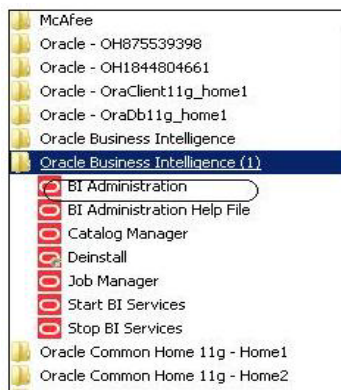 McAfee
Oracle - OH875539398
Oracle - OH1844804661
Oracle - OraClient11g_home1
Oracle - OraDb11g_home1
Oracle Business Intelligence
Oracle Business Intelligence (1)
BI Administration
BI Administration Help File
Catalog Manager
Deinstall
Job Manager
Start BI Services
Stop BI Services
Oracle Common Home 11g - Home1
Oracle Common Home 11g - Home2